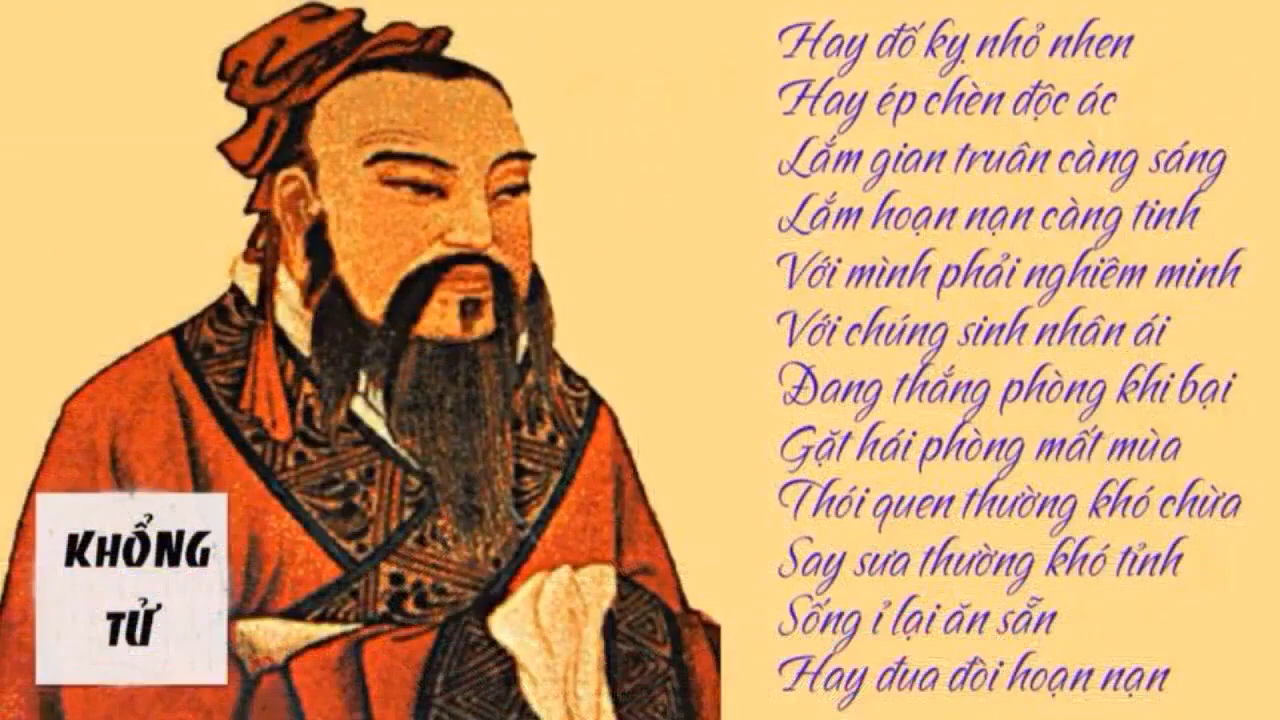 Hay đố kỵ nhỏ nhen
Hay ép chèn độc ác
Lắm gian truân càng sáng
Lắm hoạn nạn càng tinh
Với mình phải nghiêm minh
Với chúng sinh nhân ái
Đang thắng phòng khi bại
Gặt hái phòng mất mùa
Thói quen thường khó chừa
Say sưa thường khó tỉnh
Sống ỉ lại ăn sẵn
Hay đua đòi hoạn nạn
KHỔNG
TỬ